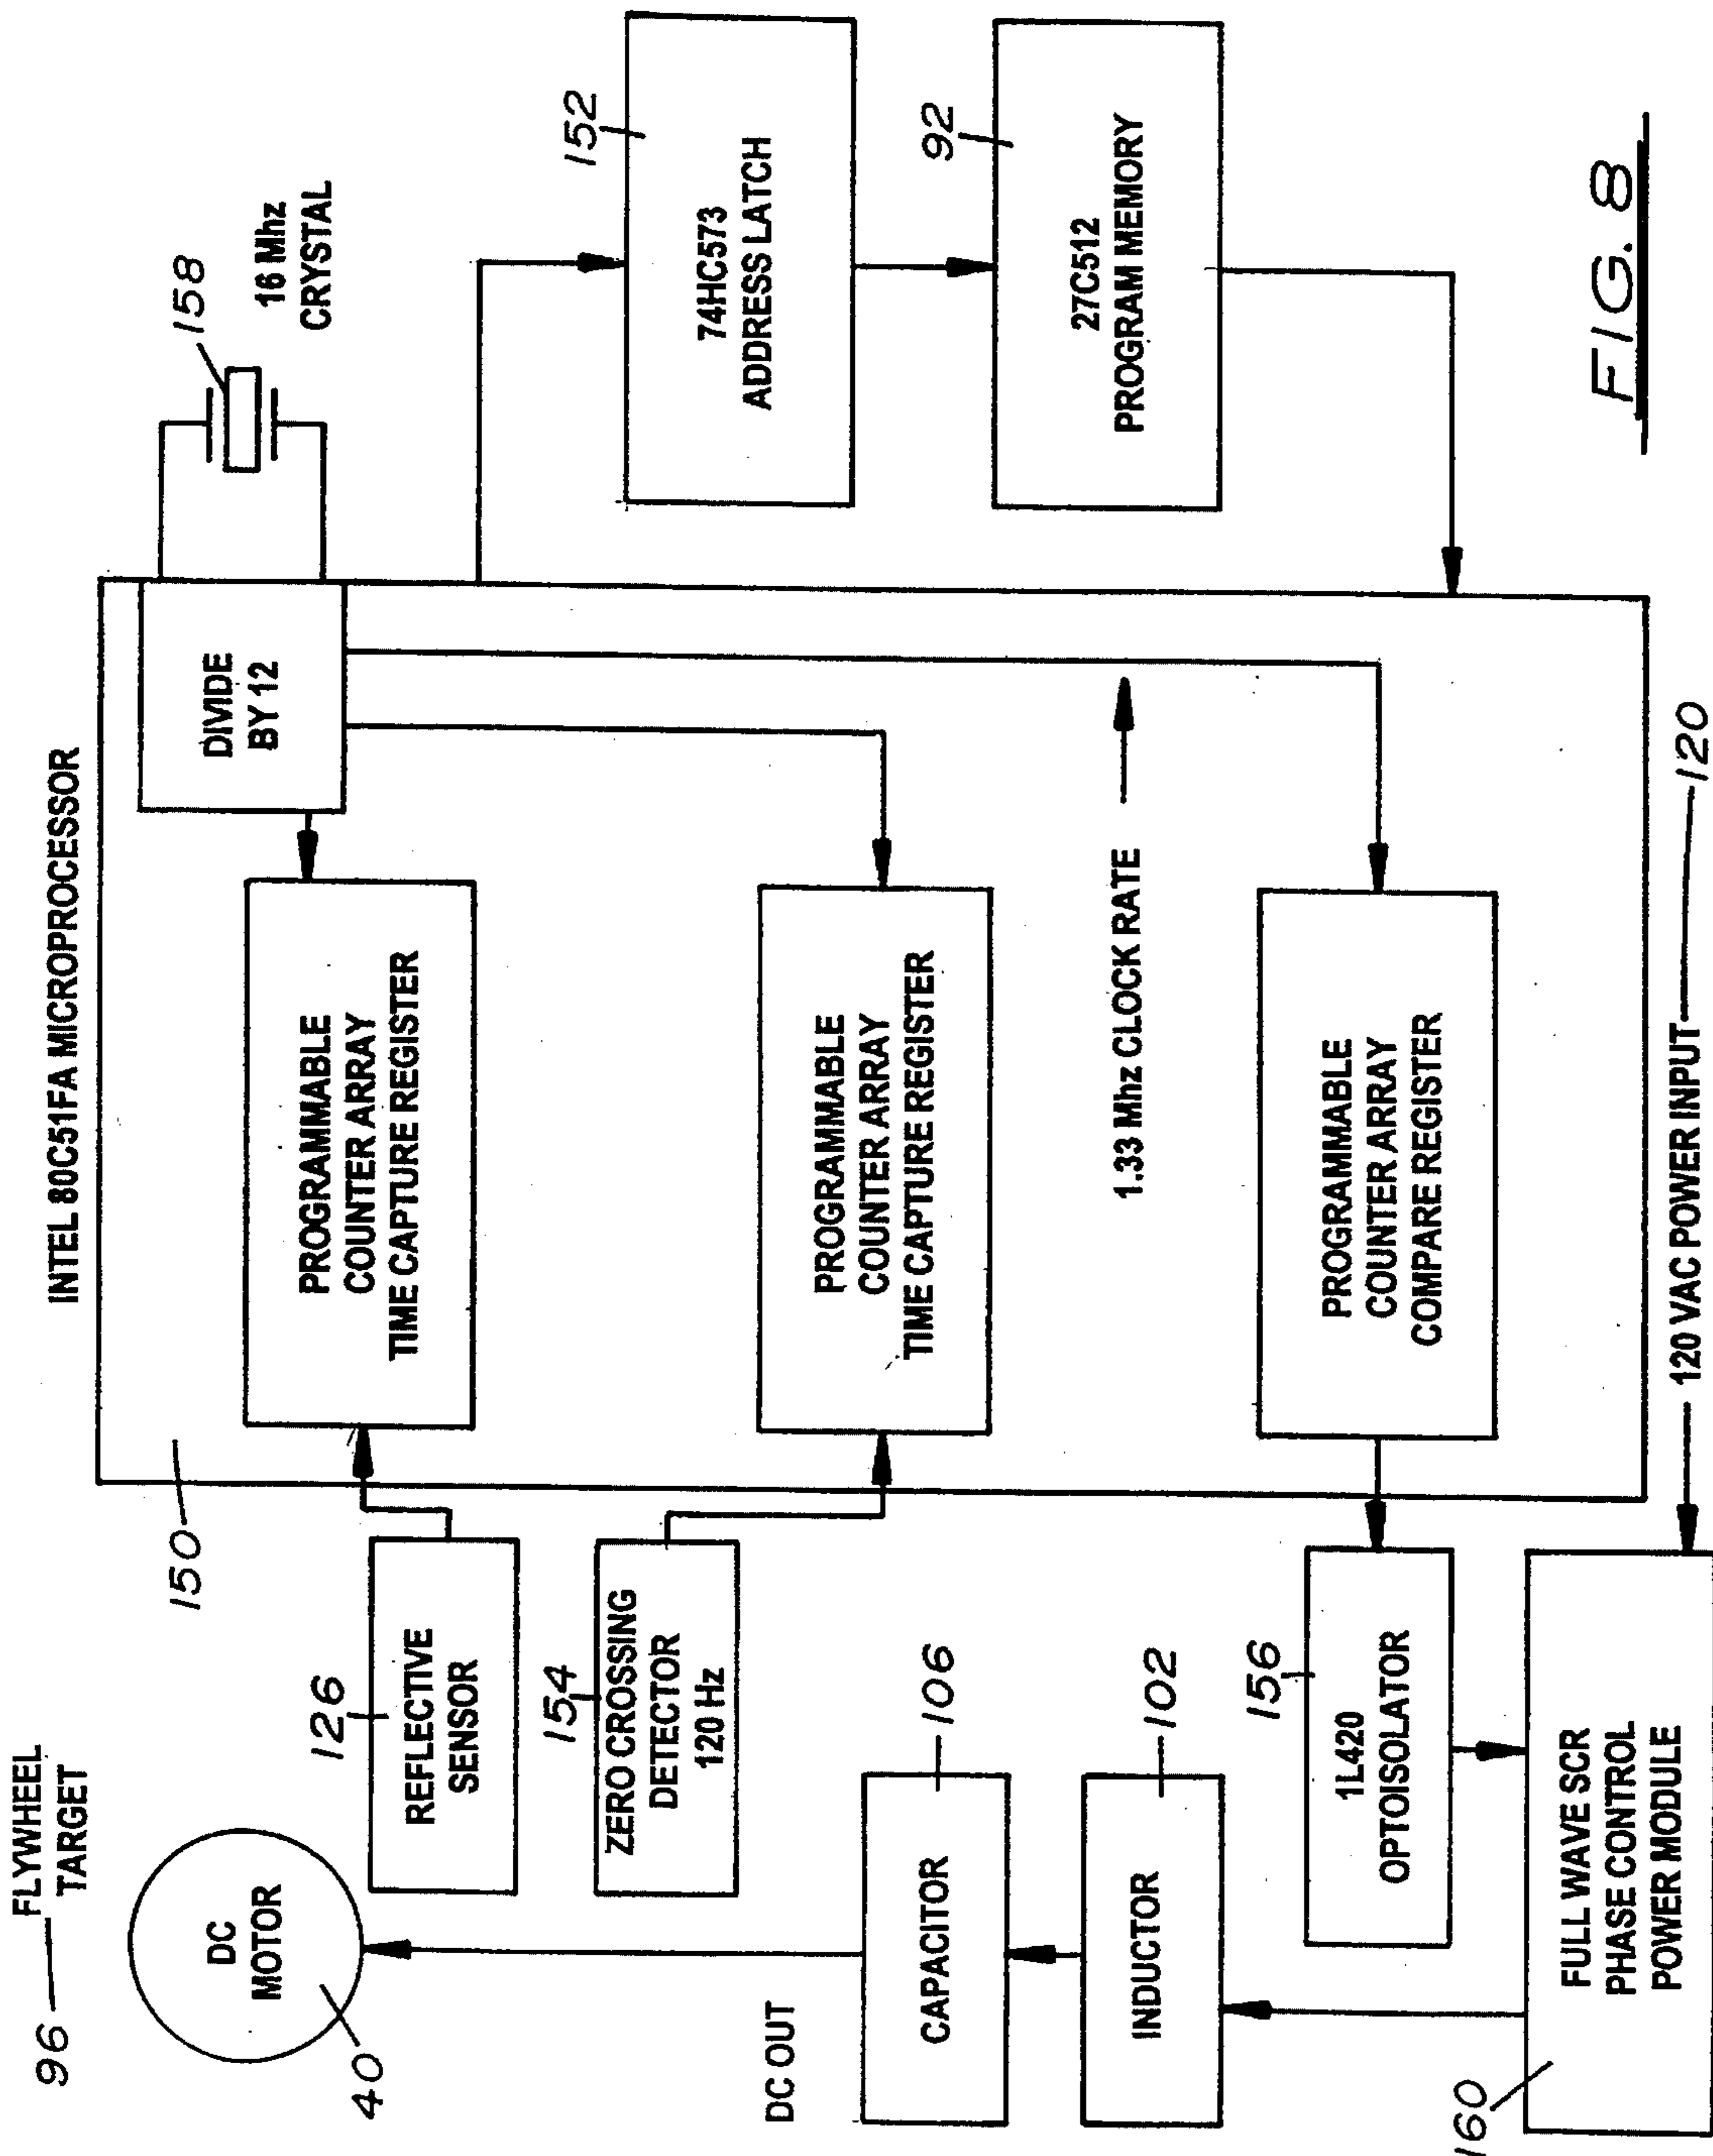 96
FLYWHEEL
TARGET
DC
MOTOR
40
126
REFLECTIVE
SENSOR
154
ZERO CROSSING
DETECTOR
120 Hz
DC OUT
CAPACITOR
106
INDUCTOR
102
156
1L420
OPTOISOLATOR
160
FULL WAVE SCR
PHASE CONTROL
POWER MODULE
120 VAC POWER INPUT
120
150
INTEL 80C51FA MICROPROCESSOR
PROGRAMMABLE
COUNTER ARRAY
TIME CAPTURE REGISTER
PROGRAMMABLE
COUNTER ARRAY
TIME CAPTURE REGISTER
1.33 Mhz CLOCK RATE
PROGRAMMABLE
COUNTER ARRAY
COMPARE REGISTER
DIVIDE
BY 12
158
16 Mhz
CRYSTAL
152
74HC573
ADDRESS LATCH
92
27C512
PROGRAM MEMORY
FIG. 8